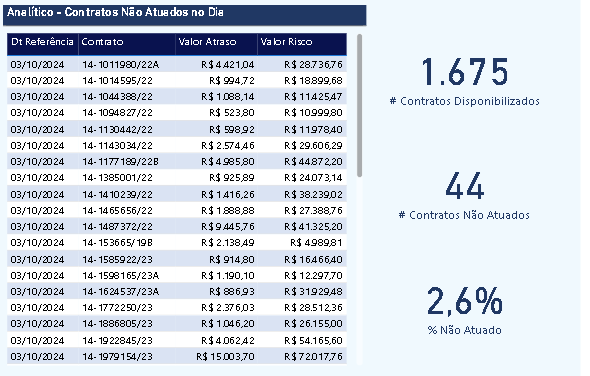 Analítico - Contratos Não Atuados no Dia
Dt Referência Contrato Valor Atraso Valor Risco
03/10/2024 14-1011980/22A R$ 4.421,04 R$ 28.736,76
03/10/2024 14-1014595/22 R$ 994,72 R$ 18.899,68
03/10/2024 14-1044388/22 R$ 1.088,14 R$ 11.425,47
03/10/2024 14-1094827/22 R$ 523,80 R$ 10.999,80
03/10/2024 14-1130442/22 R$ 598,92 R$ 11.978,40
03/10/2024 14-1143034/22 R$ 2.574,46 R$ 29.606,29
03/10/2024 14-1177189/22B R$ 4.985,80 R$ 44.872,20
03/10/2024 14-1385001/22 R$ 925,89 R$ 24.073,14
03/10/2024 14-1410239/22 R$ 1.416,26 R$ 38.239,02
03/10/2024 14-1465656/22 R$ 1.888,88 R$ 27.388,76
03/10/2024 14-1487372/22 R$ 9.445,76 R$ 41.325,20
03/10/2024 14-153665/19B R$ 2.138,49 R$ 4.989,81
03/10/2024 14-1585922/23 R$ 914,80 R$ 16.466,40
03/10/2024 14-1598165/23A R$ 1.190,10 R$ 12.297,70
03/10/2024 14-1624537/23A R$ 886,93 R$ 31.929,48
03/10/2024 14-1772250/23 R$ 2.376,03 R$ 28.512,36
03/10/2024 14-1886805/23 R$ 1.046,20 R$ 26.155,00
03/10/2024 14-1922845/23 R$ 4.062,42 R$ 54.165,60
03/10/2024 14-1979154/23 R$ 15.003,70 R$ 72.017,76
1.675
# Contratos Disponibilizados
44
# Contratos Não Atuados
2,6%
% Não Atuado